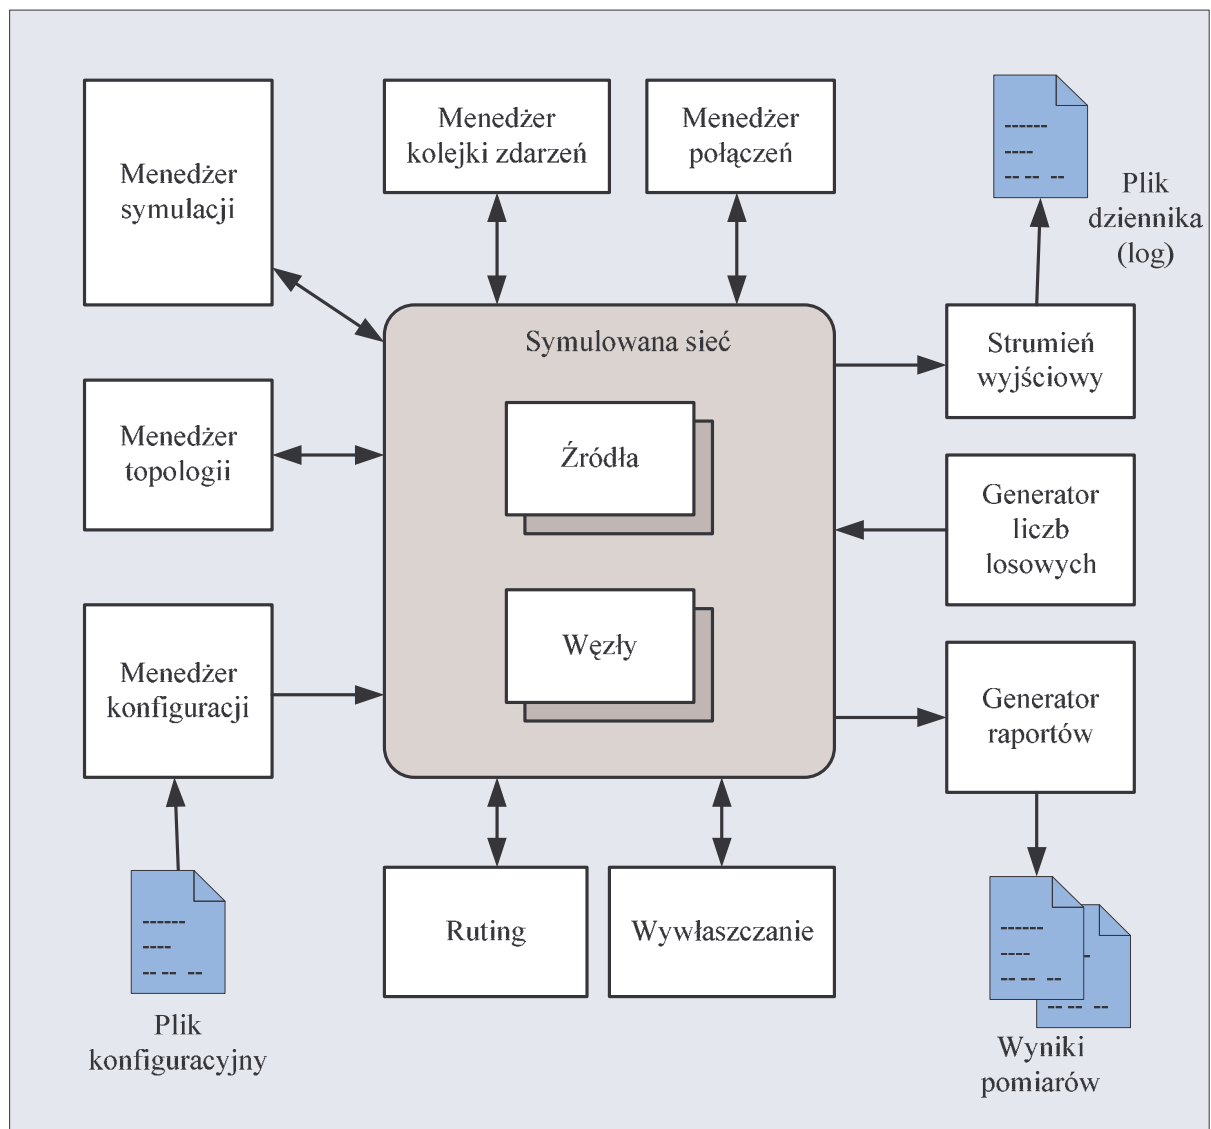 Menedżer
symulacji
Menedżer
kolejki zdarzeń
Menedżer
połączeń
Plik
dziennika
(log)
Symulowana sieć
Strumień
wyjściowy
Menedżer
topologii
Źródła
Generator
liczb
losowych
Menedżer
konfiguracji
Węzły
Generator
raportów
Ruting
Wywłaszczanie
Plik
konfiguracyjny
Wyniki
pomiarów